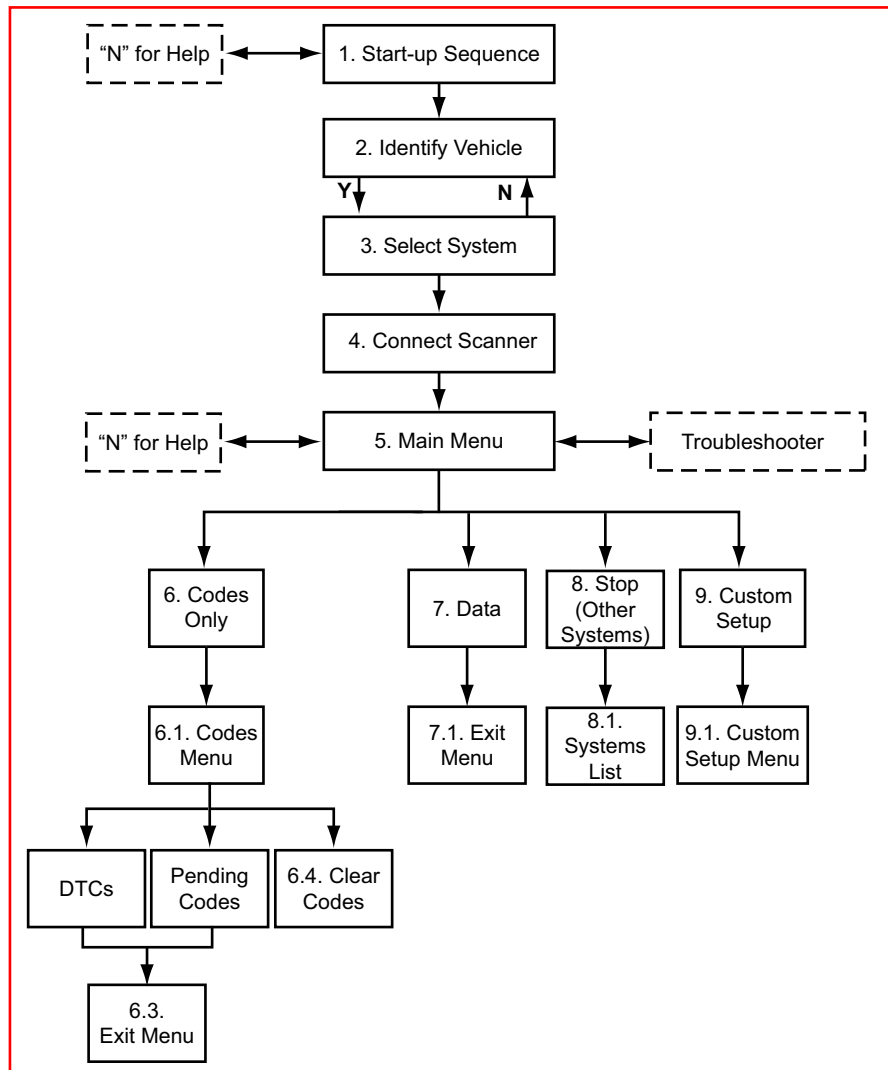 “N” for Help
1. Start-up Sequence
2. Identify Vehicle
Y
N
3. Select System
4. Connect Scanner
“N” for Help
5. Main Menu
Troubleshooter
6. Codes
Only
7. Data
8. Stop
(Other
Systems)
9. Custom
Setup
6.1. Codes
Menu
7.1. Exit
Menu
8.1.
Systems
List
9.1. Custom
Setup Menu
DTCs
Pending
Codes
6.4. Clear
Codes
6.3.
Exit Menu